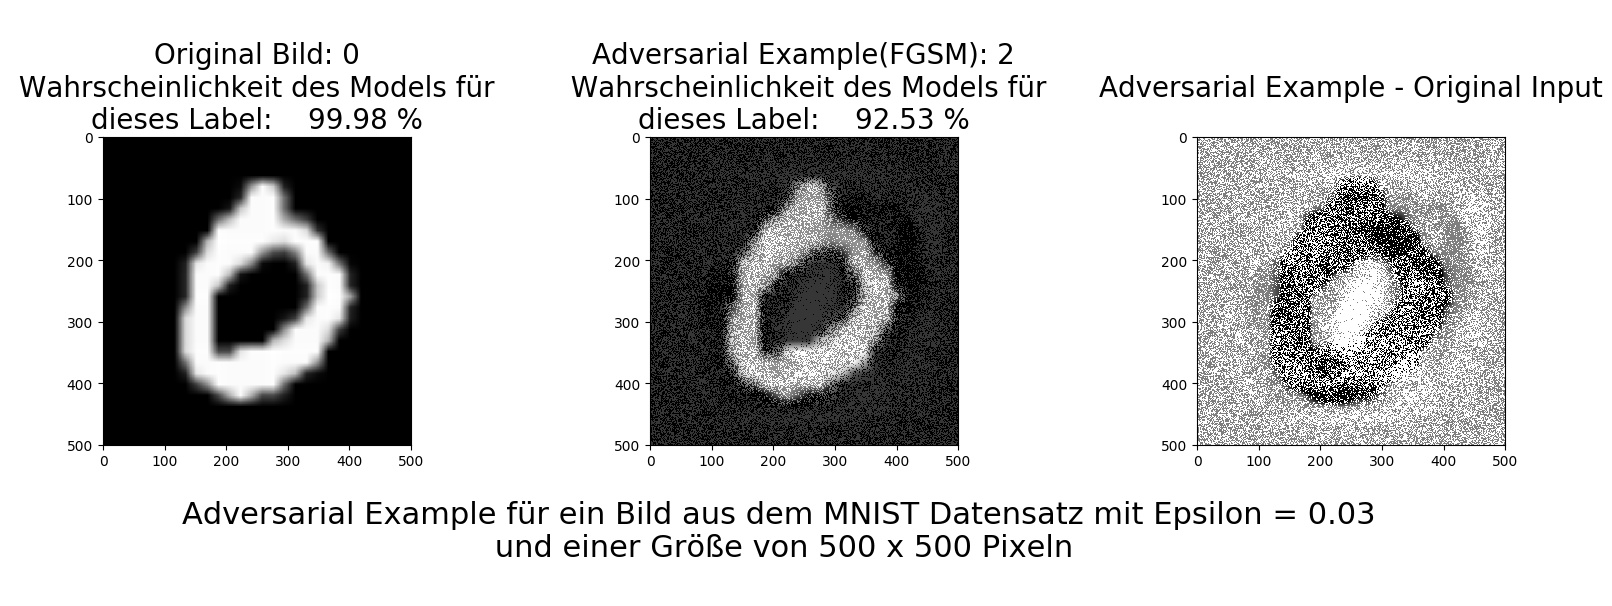 Original Bild: 0
Wahrscheinlichkeit des Models für
dieses Label: 99.98 %
0
100
200
300
400
500
0 100 200 300 400 500
Adversarial Example(FGSM): 2
Wahrscheinlichkeit des Models für
dieses Label: 92.53 %
0
100
200
300
400
500
0 100 200 300 400 500
Adversarial Example - Original Input
0
100
200
300
400
500
0 100 200 300 400 500
Adversarial Example für ein Bild aus dem MNIST Datensatz mit Epsilon = 0.03
und einer Größe von 500 x 500 Pixeln